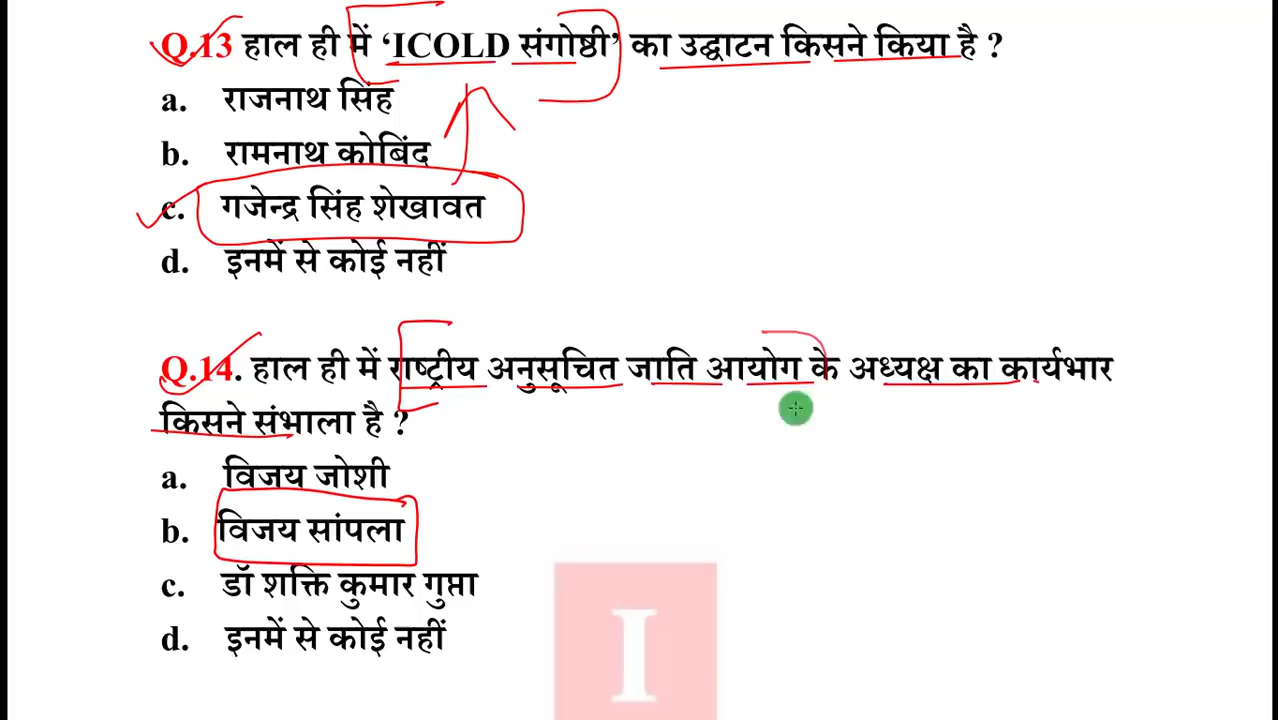 Q.13 हाल ही में ‘ICOLD संगोष्ठी’ का उद्घाटन किसने किया है ?
a. राजनाथ सिंह
b. रामनाथ कोबिंद
c. गजेन्द्र सिंह शेखावत
d. इनमें से कोई नहीं
Q.14. हाल ही में राष्ट्रीय अनुसूचित जाति आयोग के अध्यक्ष का कार्यभार
किसने संभाला है ?
a. विजय जोशी
b. विजय सांपला
c. डॉ शक्ति कुमार गुप्ता
d. इनमें से कोई नहीं
I